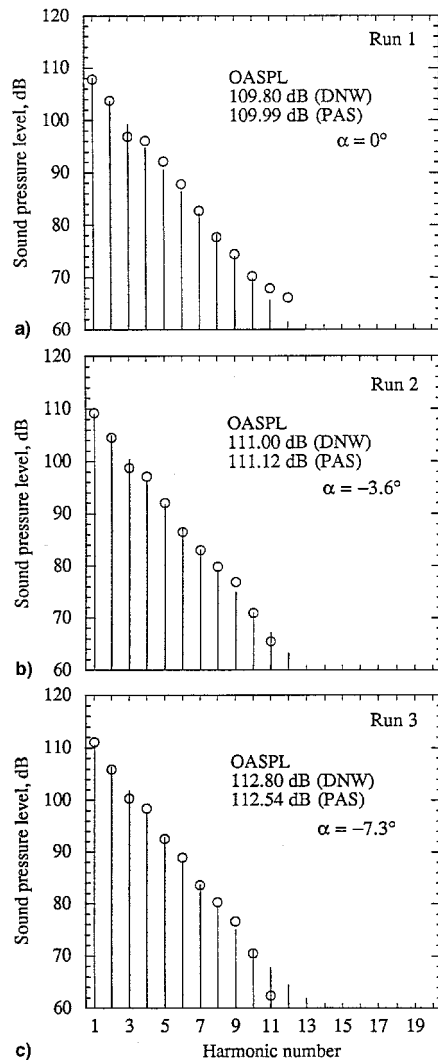 120
110
100
90
80
70
60
Sound pressure level, dB
Run 1
OASPL
109.80 dB (DNW)
109.99 dB (PAS)
α = 0°
a)
120
110
100
90
80
70
60
Sound pressure level, dB
Run 2
OASPL
111.00 dB (DNW)
111.12 dB (PAS)
α = −3.6°
b)
120
110
100
90
80
70
60
Sound pressure level, dB
Run 3
OASPL
112.80 dB (DNW)
112.54 dB (PAS)
α = −7.3°
1 3 5 7 9 11 13 15 17 19
c)
Harmonic number